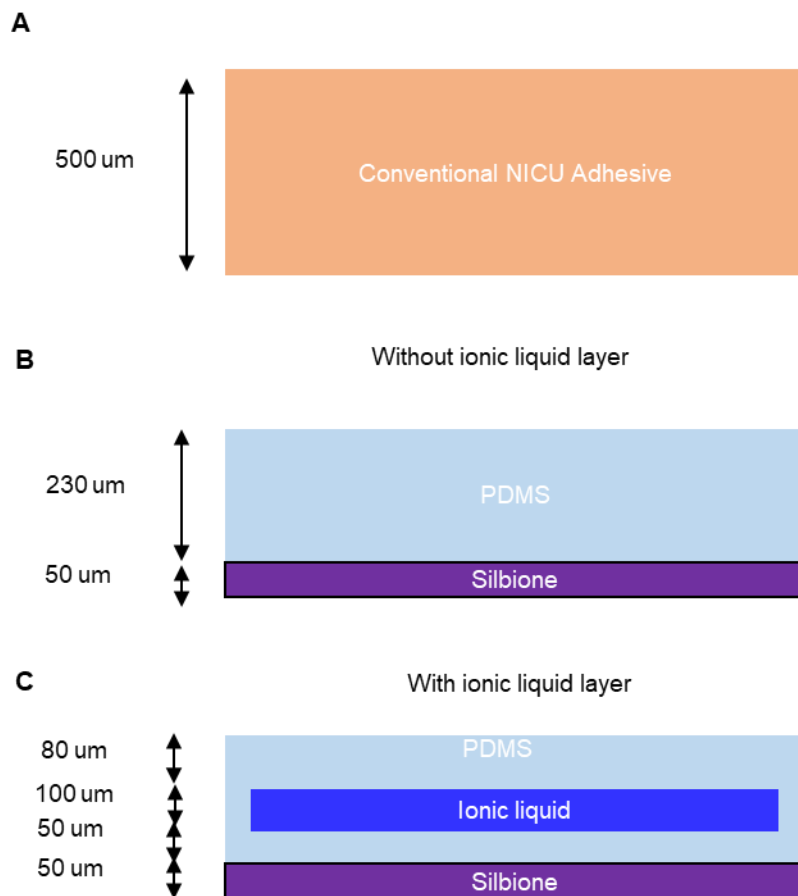 A
500 um
Conventional NICU Adhesive
Without ionic liquid layer
B
230 um
PDMS
50 um
Silbione
C
With ionic liquid layer
80 um
PDMS
100 um
Ionic liquid
50 um
50 um
Silbione